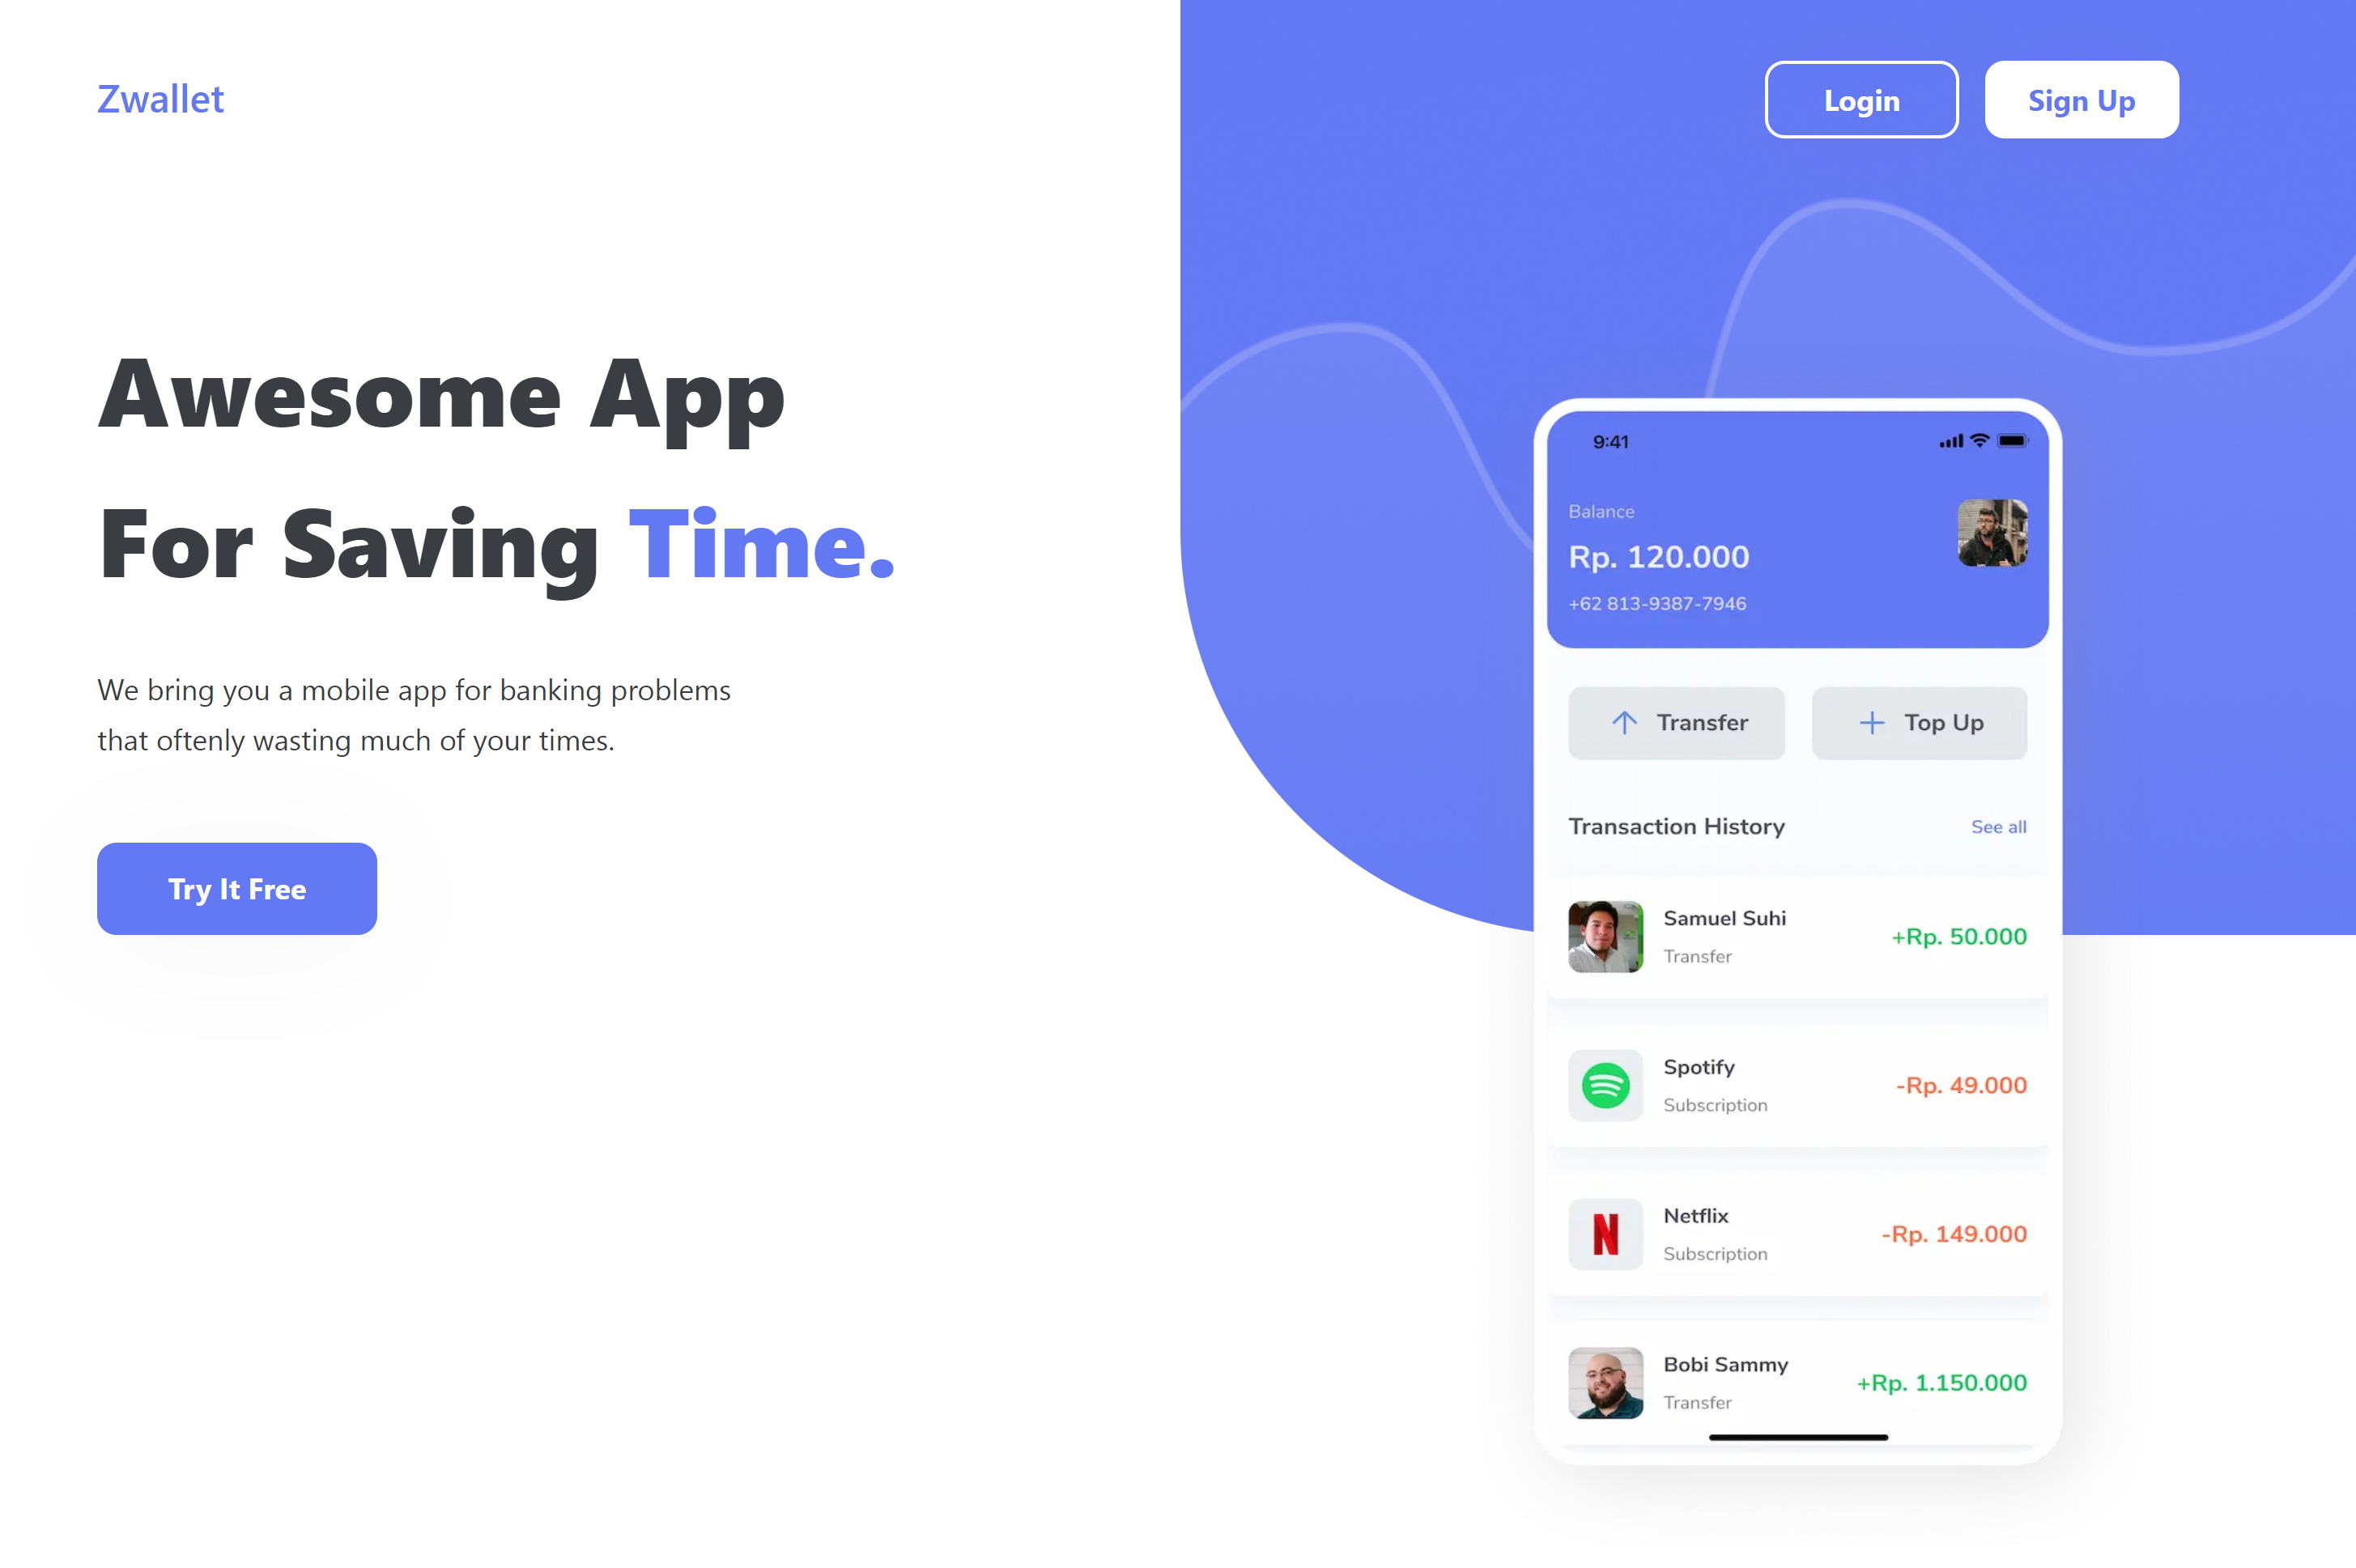 Zwallet
Login
Sign Up
Awesome App
For Saving Time.
We bring you a mobile app for banking problems
that oftenly wasting much of your times.
Try It Free
9:41
Balance
Rp. 120.000
+62 813-9387-7946
Transfer
Top Up
Transaction History
See all
Samuel Suhi
Transfer
+Rp. 50.000
Spotify
Subscription
-Rp. 49.000
N
Netflix
Subscription
-Rp. 149.000
Bobi Sammy
Transfer
+Rp. 1.150.000